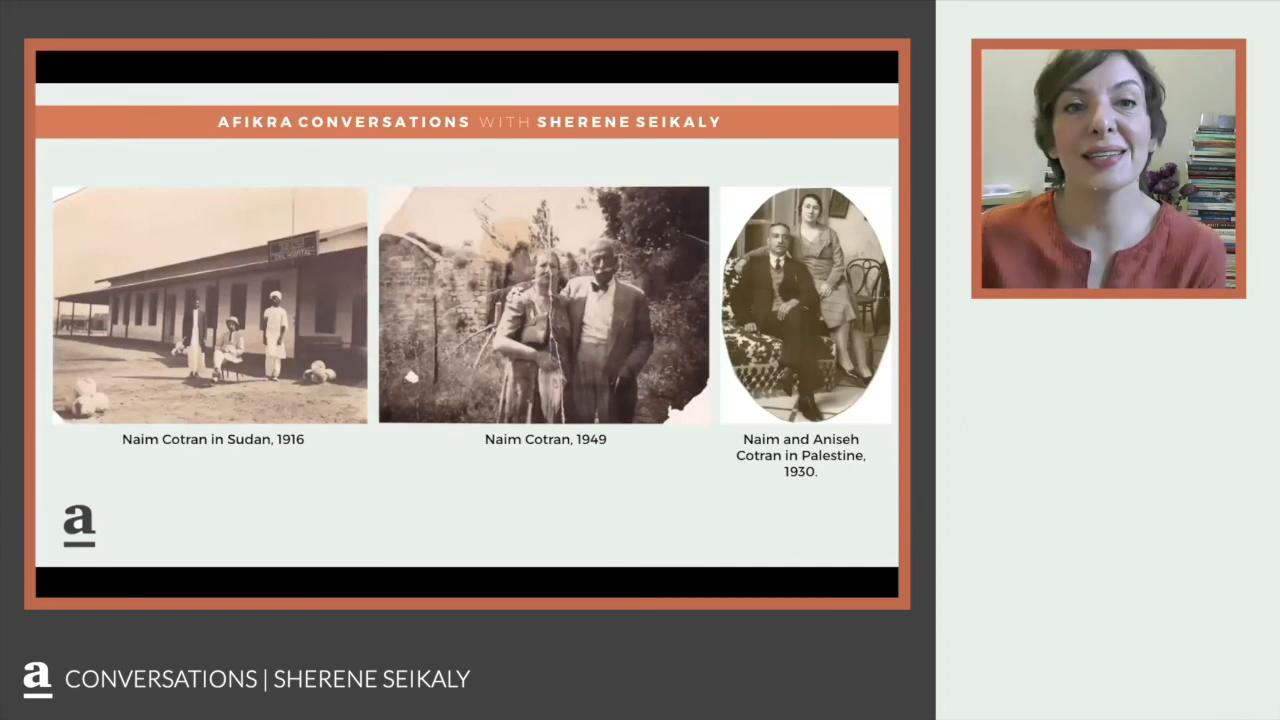 AFIKRA CONVERSATIONS WITH SHERENE SEIKALY
Naim Cotran in Sudan, 1916
Naim Cotran, 1949
Naim and Aniseh
Cotran in Palestine,
1930.
a
a CONVERSATIONS | SHERENE SEIKALY